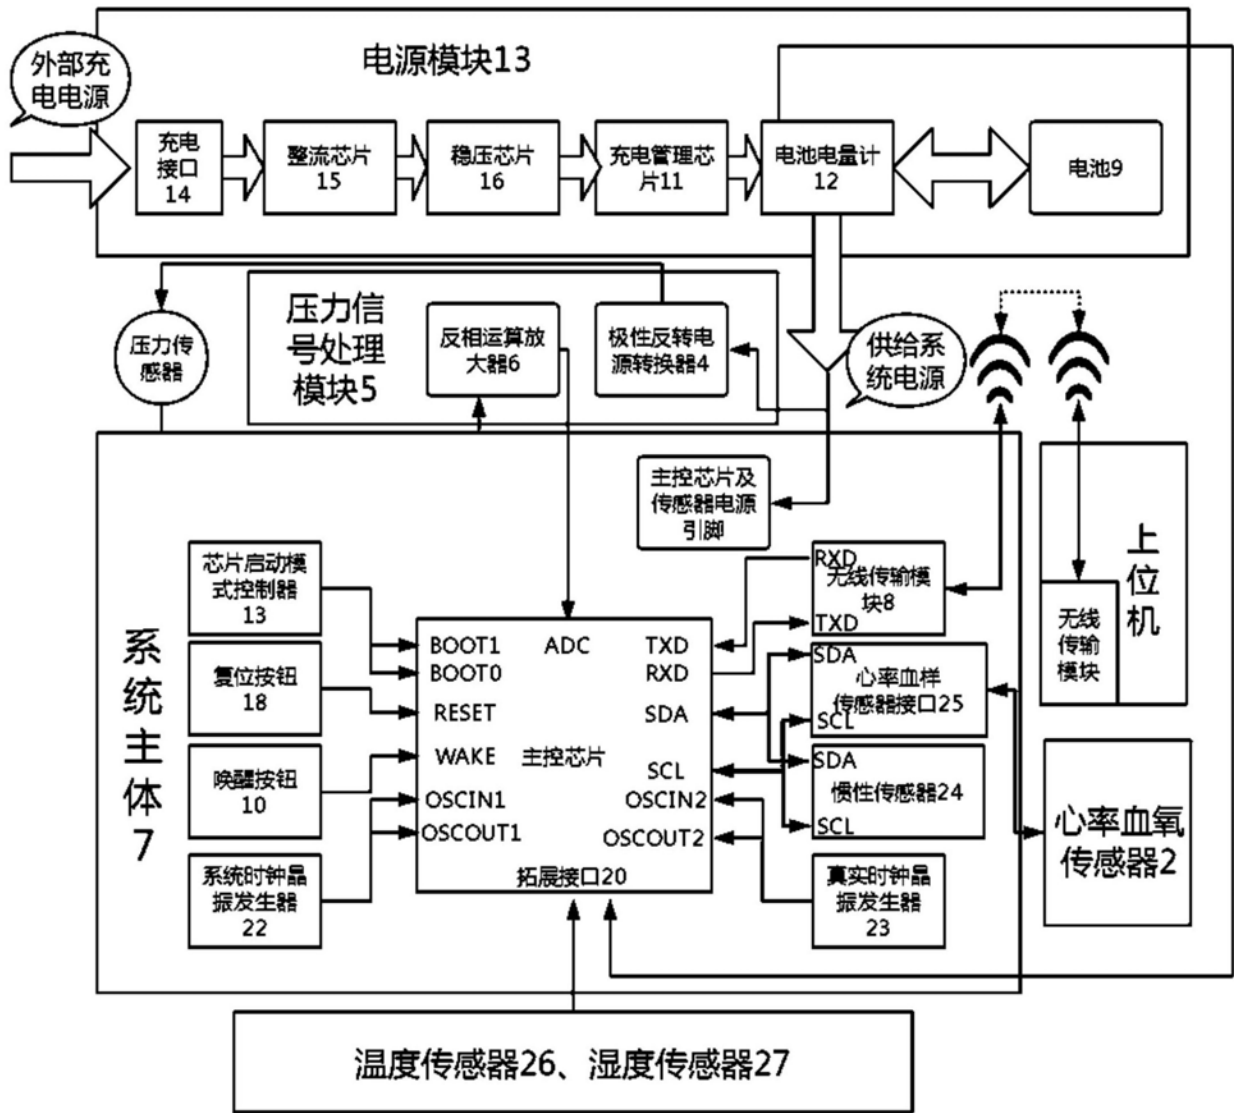 电源模块13
外部充
电电源
充电
接口
14
整流芯片
15
稳压芯片
16
充电管理芯
片11
电池电量计
12
电池9
压力传
感器
压力信
号处理
模块5
反相运算放
大器6
极性反转电
源转换器4
供给系
统电源
主控芯片及
传感器电源
引脚
上位机
无线
传输
模块
系统主体7
芯片启动模
式控制器
13
复位按钮
18
唤醒按钮
10
系统时钟晶
振发生器
22
BOOT1
BOOT0
RESET
WAKE
OSCIN1
OSCOUT1
ADC
主控芯片
TXD
RXD
SDA
SCL
OSCIN2
OSCOUT2
拓展接口20
RXD
无线传输模
块8
TXD
SDA
心率血样
传感器接口25
SCL
SDA
惯性传感器24
SCL
真实时钟晶
振发生器
23
心率血氧
传感器2
温度传感器26、湿度传感器27